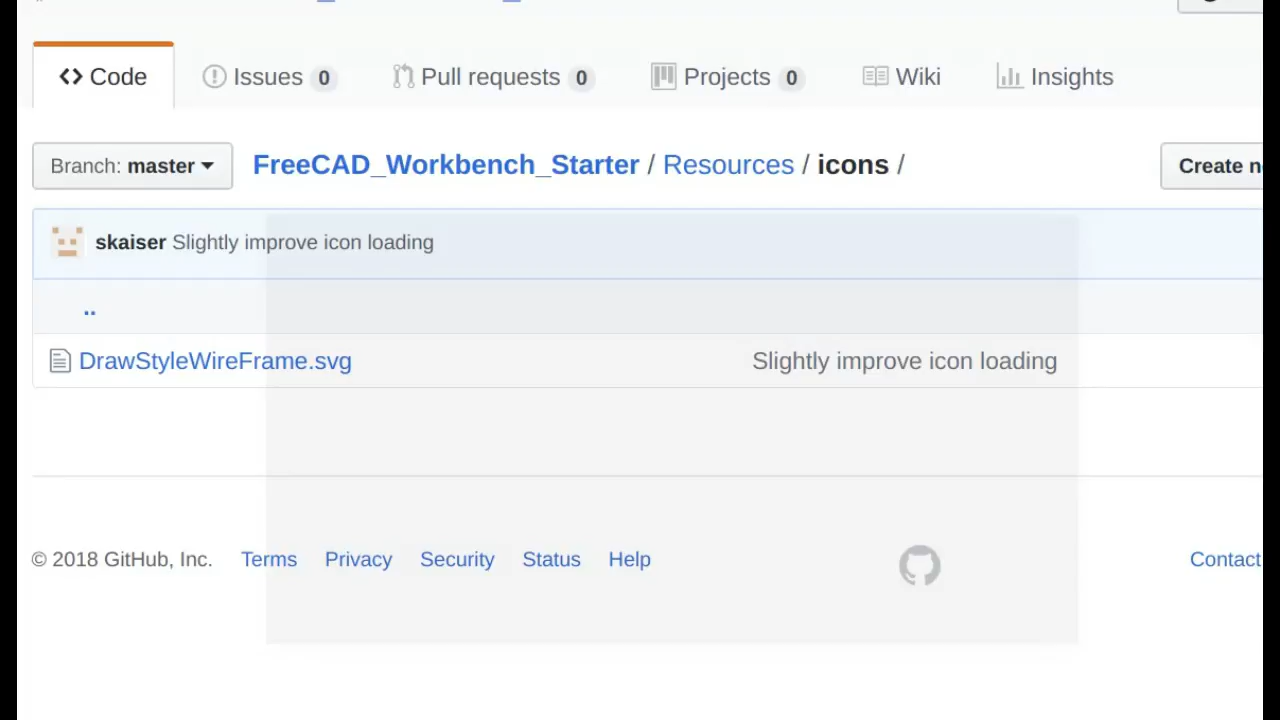 Code Issues 0 Pull requests 0 Projects 0 Wiki Insights
Branch: master FreeCAD_Workbench_Starter / Resources / icons /
Create
skaiser Slightly improve icon loading
..
DrawStyleWireFrame.svg Slightly improve icon loading
© 2018 GitHub, Inc. Terms Privacy Security Status Help Contact